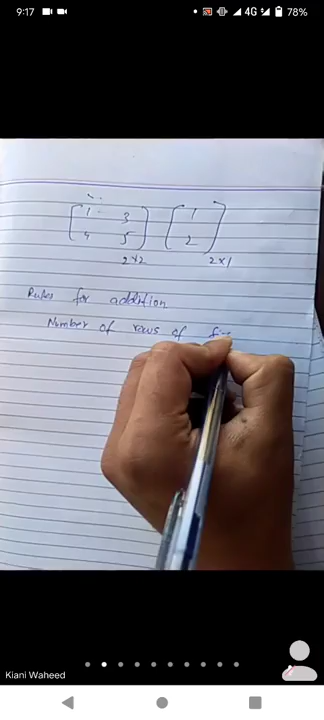 9:17
4G 78%
1 3 1
4 5 2
2x2 2x1
Rules for addition
Number of rows of fi
Kiani Waheed